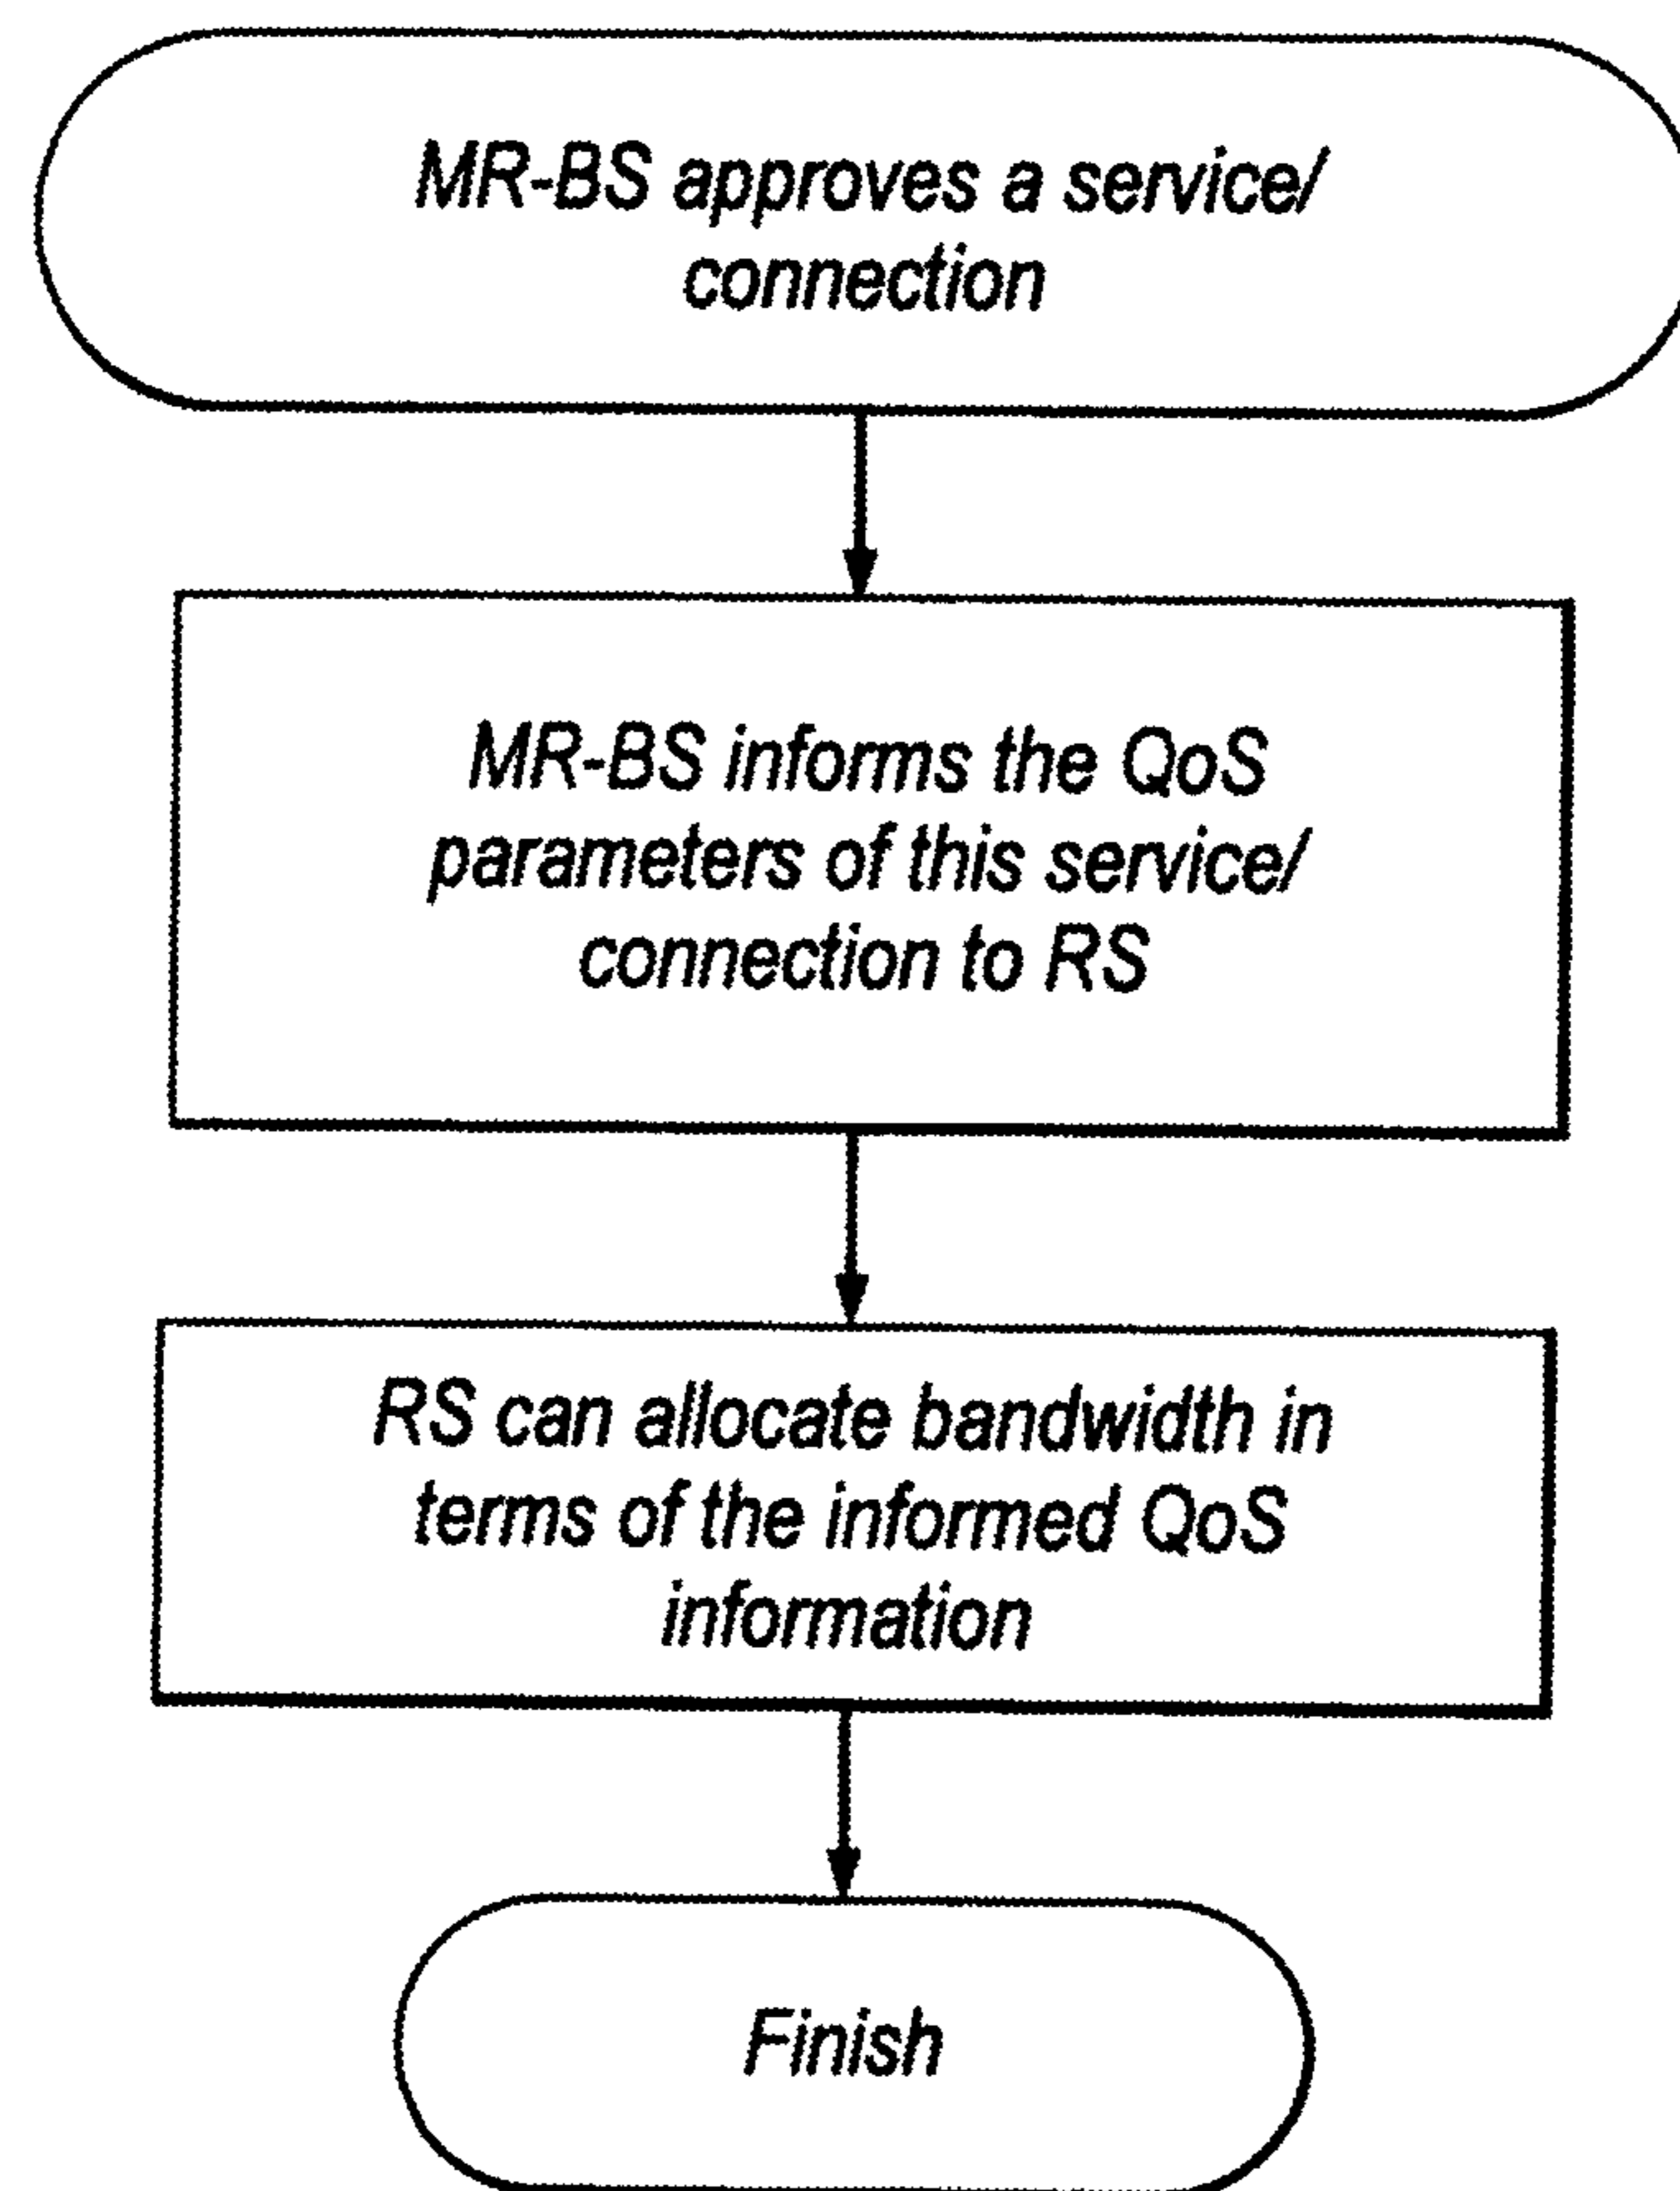 MR-BS approves a service/
connection
MR-BS informs the QoS
parameters of this service/
connection to RS
RS can allocate bandwidth in
terms of the informed QoS
information
Finish